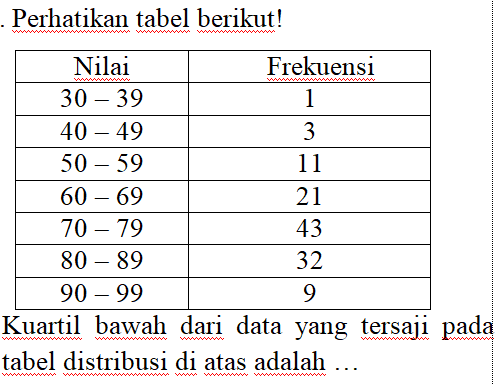 . Perhatikan tabel berikut!
Nilai Frekuensi
30 – 39 1
40 – 49 3
50 – 59 11
60 – 69 21
70 – 79 43
80 – 89 32
90 – 99 9
Kuartil bawah dari data yang tersaji pada
tabel distribusi di atas adalah …